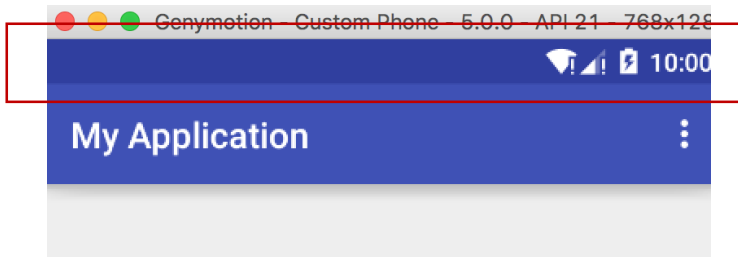 Genymotion - Custom Phone - 5.0.0 - API 21 - 768x128
10:00
My Application